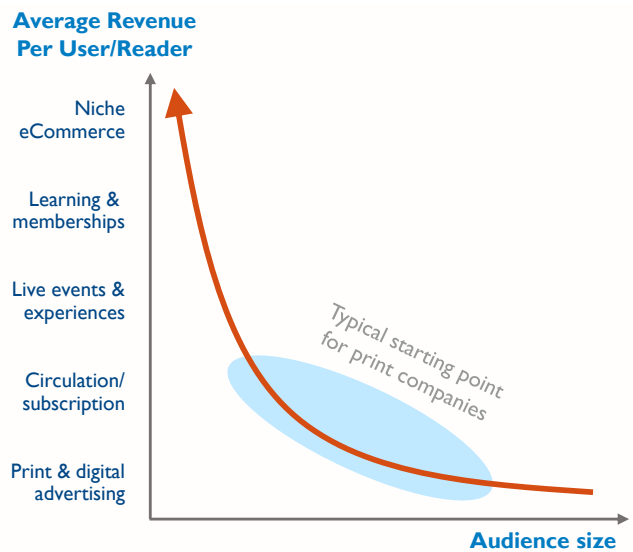 Average Revenue
Per User/Reader
Niche
eCommerce
Learning &
memberships
Live events &
experiences
Typical starting point
for print companies
Circulation/
subscription
Print & digital
advertising
Audience size